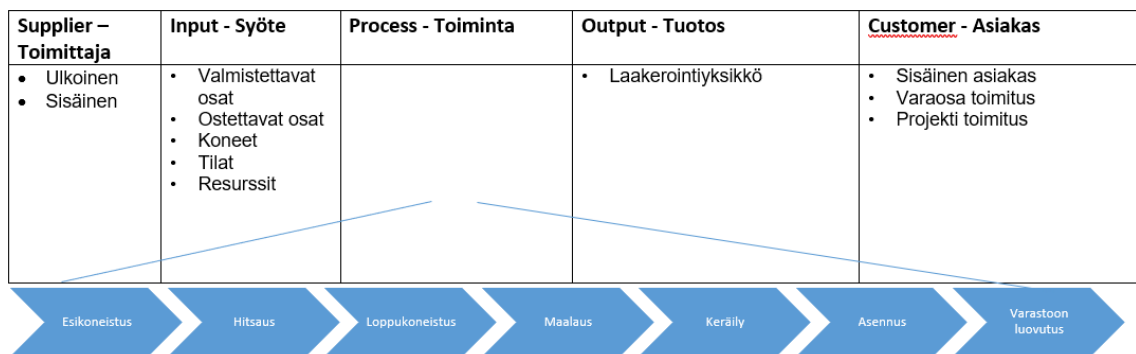 Supplier –
Toimittaja
Input - Syöte
Process - Toiminta
Output - Tuotos
Customer - Asiakas
• Ulkoinen
• Sisäinen
• Valmistettavat
osat
• Ostettavat osat
• Koneet
• Tilat
• Resurssit
• Laakerointiyksikkö
• Sisäinen asiakas
• Varaosa toimitus
• Projekti toimitus
Esikoneistus
Hitsaus
Loppukoneistus
Maalaus
Keräily
Asennus
Varastoon
luovutus